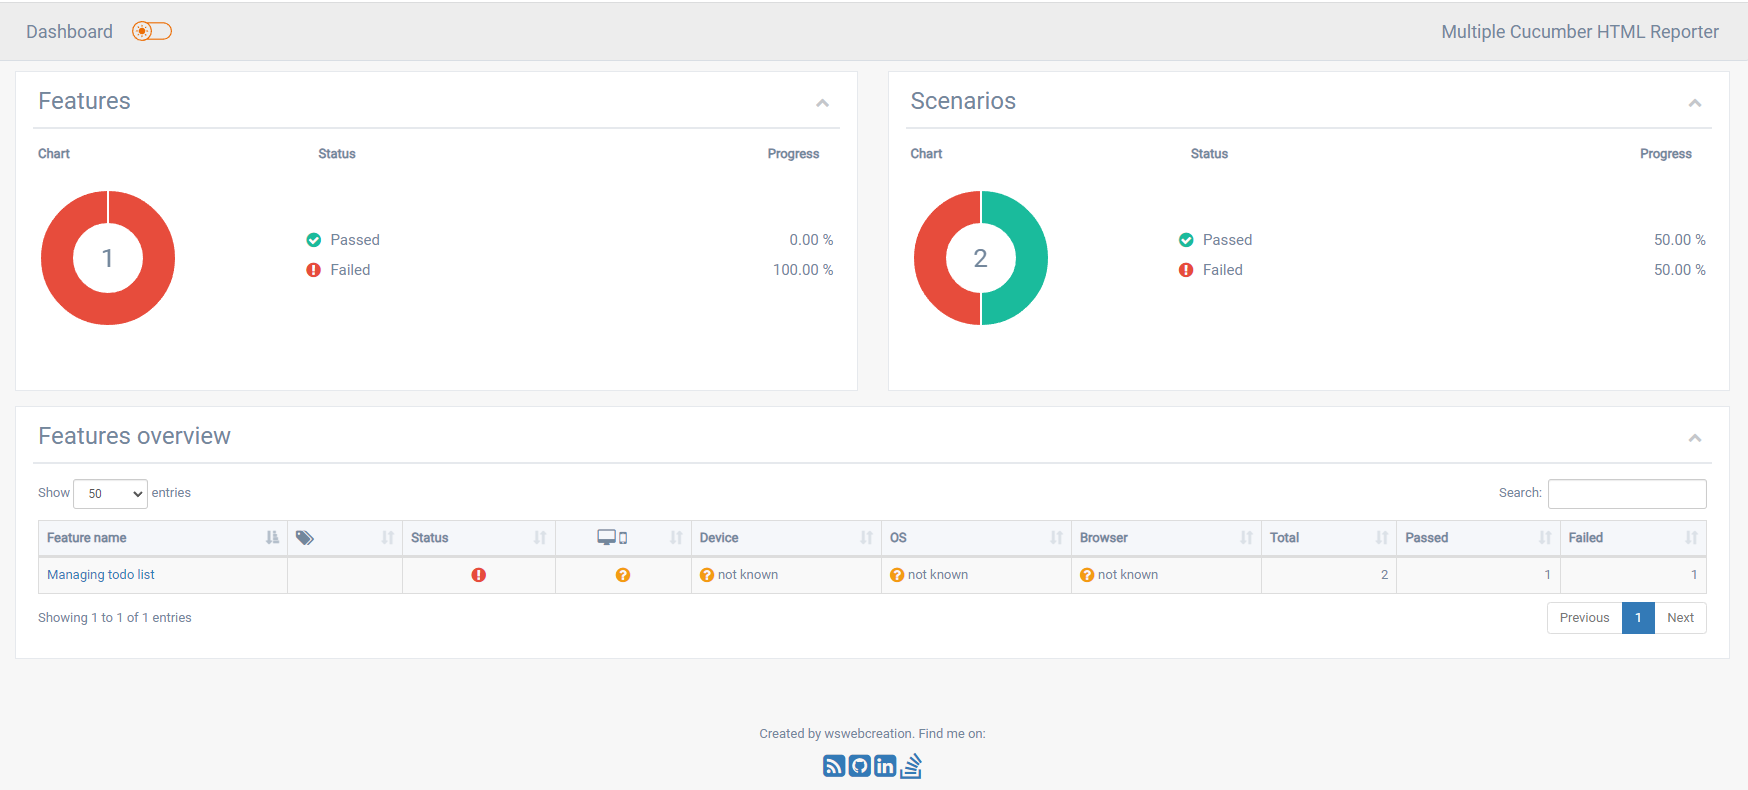 Dashboard
Multiple Cucumber HTML Reporter
Features
Chart Status Progress
1
Passed 0.00 %
Failed 100.00 %
Scenarios
Chart Status Progress
2
Passed 50.00 %
Failed 50.00 %
Features overview
Show 50 entries
Search:
Feature name Status Device OS Browser Total Passed Failed
Managing todo list not known not known not known 2 1 1
Showing 1 to 1 of 1 entries
Previous 1 Next
Created by wswebcreation. Find me on: